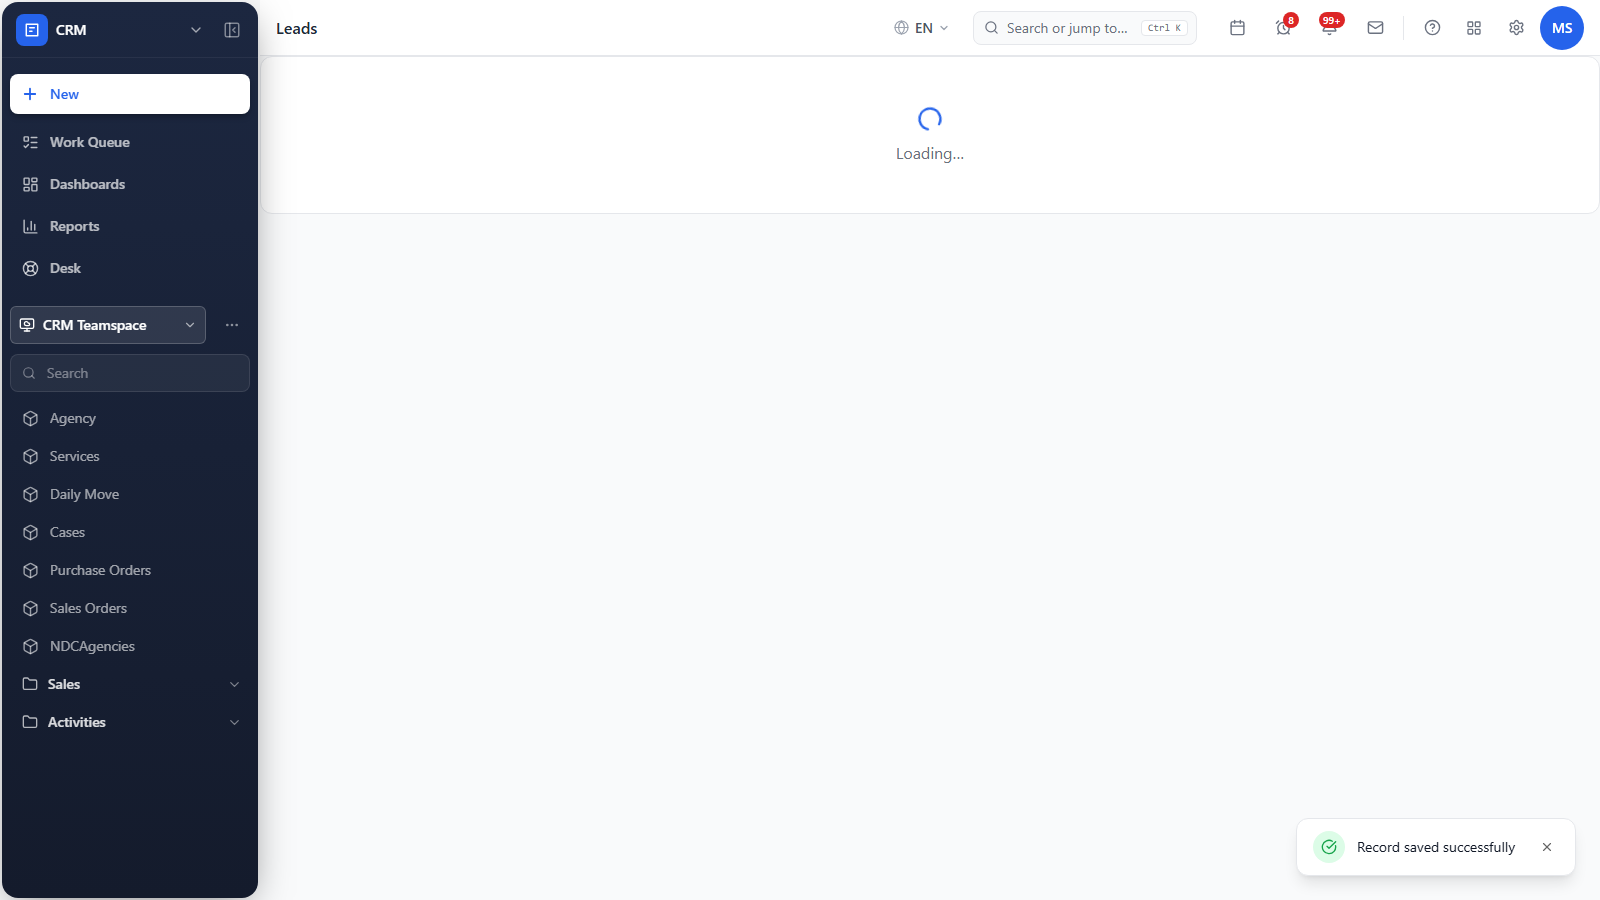 CRM
New
Work Queue
Dashboards
Reports
Desk
CRM Teamspace
Search
Agency
Services
Daily Move
Cases
Purchase Orders
Sales Orders
NDCAgencies
Sales
Activities
Leads
EN
Search or jump to...
Ctrl K
8
99+
MS
Loading...
Record saved successfully